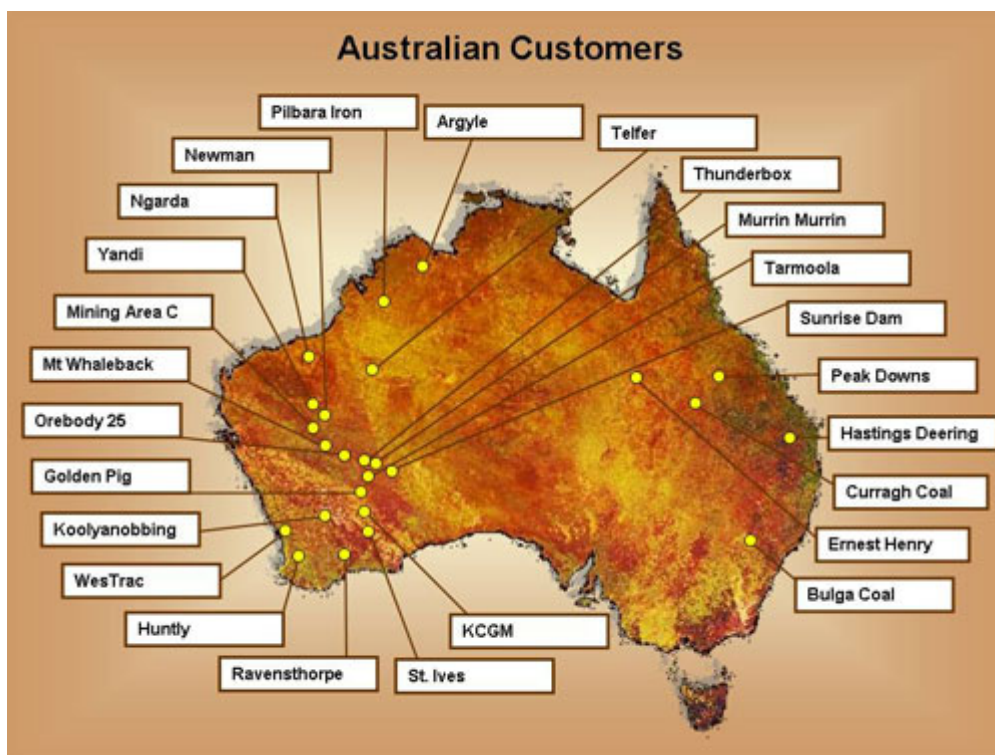 Australian Customers
Pilbara Iron
Argyle
Telfer
Newman
Thunderbox
Ngarda
Murrin Murrin
Yandi
Tarmoola
Mining Area C
Sunrise Dam
Mt Whaleback
Peak Downs
Orebody 25
Hastings Deering
Golden Pig
Curragh Coal
Koolyanobbing
Ernest Henry
WesTrac
Bulga Coal
Huntly
KCGM
Ravensthorpe
St. Ives